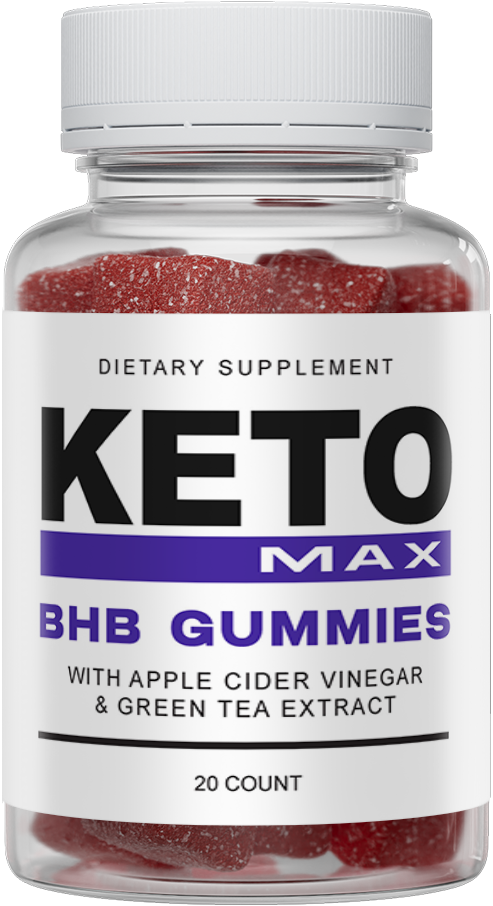 DIETARY SUPPLEMENT
KETO
MAX
BHB GUMMIES
WITH APPLE CIDER VINEGAR
& GREEN TEA EXTRACT
20 COUNT